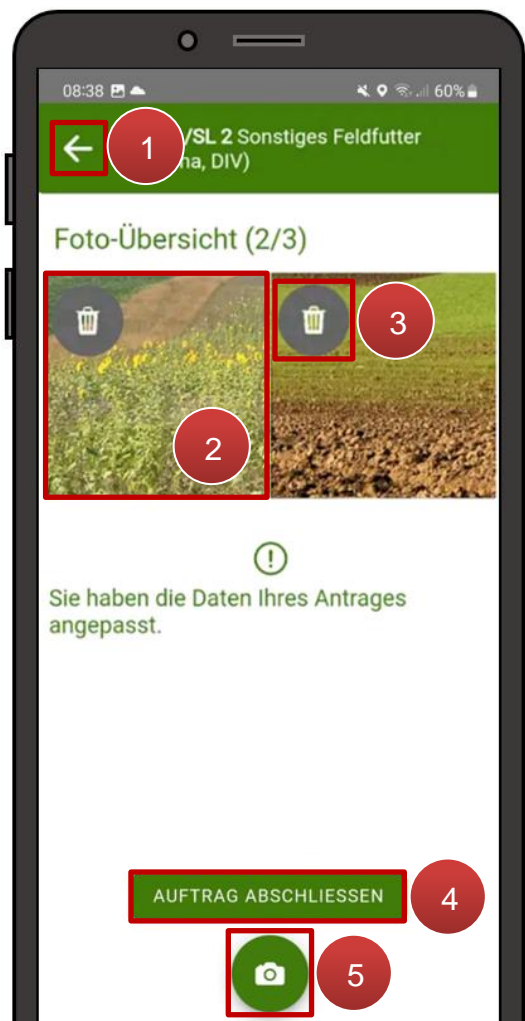 08:38 60%
1 /SL 2 Sonstiges Feldfutter
ha, DIV)
Foto-Übersicht (2/3)
3
2
Sie haben die Daten Ihres Antrages
angepasst.
AUFTRAG ABSCHLIESSEN 4
5